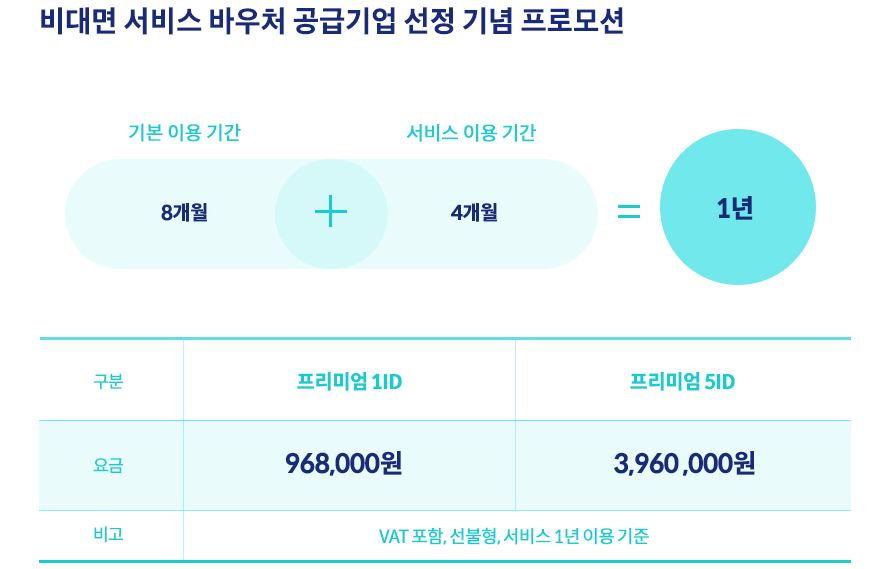 비대면 서비스 바우처 공급기업 선정 기념 프로모션
기본 이용 기간
서비스 이용 기간
8개월
+
4개월
=
1년
구분
프리미엄 1ID
프리미엄 5ID
요금
968,000원
3,960 ,000원
비고
VAT 포함, 선불형, 서비스 1년 이용 기준